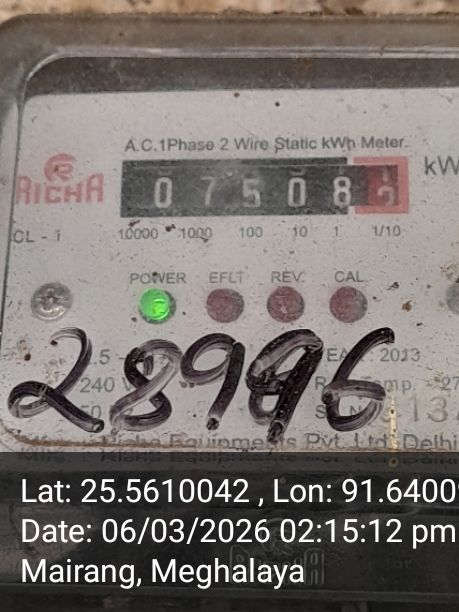 A.C.1Phase 2 Wire Static kWh Meter.
RICHA
0 7 5 0 8
CL - 1
10000 1000 100 10 1 1/10
POWER EFLT REV. CAL
2013
240
Richa Equipments Pvt. Ltd. Delhi
Lat: 25.5610042 , Lon: 91.6400
Date: 06/03/2026 02:15:12 pm
Mairang, Meghalaya